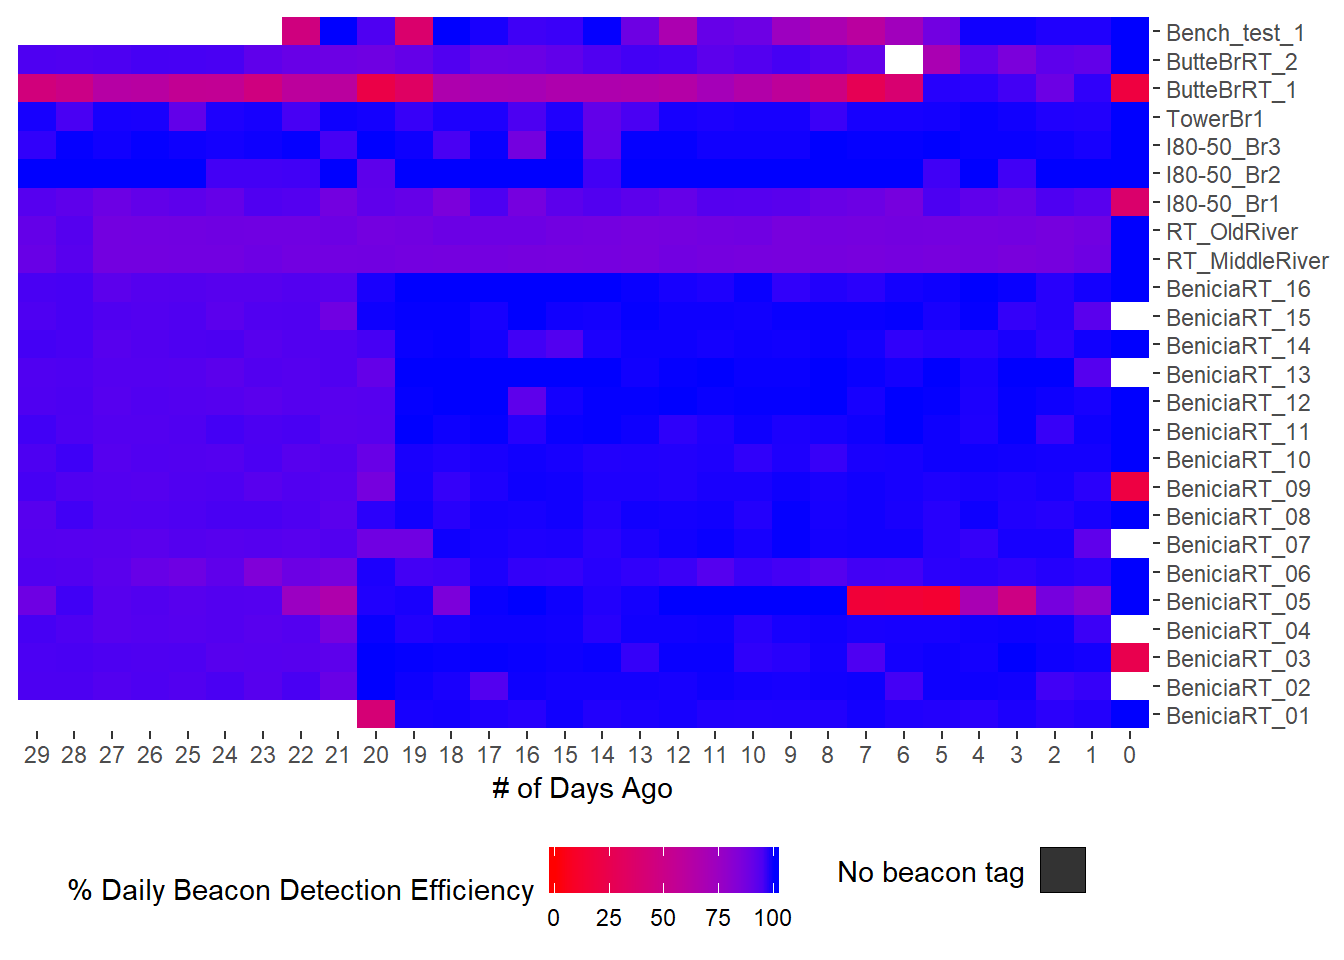 Bench_test_1
ButteBrRT_2
ButteBrRT_1
TowerBr1
I80-50_Br3
I80-50_Br2
I80-50_Br1
RT_OldRiver
RT_MiddleRiver
BeniciaRT_16
BeniciaRT_15
BeniciaRT_14
BeniciaRT_13
BeniciaRT_12
BeniciaRT_11
BeniciaRT_10
BeniciaRT_09
BeniciaRT_08
BeniciaRT_07
BeniciaRT_06
BeniciaRT_05
BeniciaRT_04
BeniciaRT_03
BeniciaRT_02
BeniciaRT_01
29 28 27 26 25 24 23 22 21 20 19 18 17 16 15 14 13 12 11 10 9 8 7 6 5 4 3 2 1 0
# of Days Ago
% Daily Beacon Detection Efficiency
0 25 50 75 100
No beacon tag